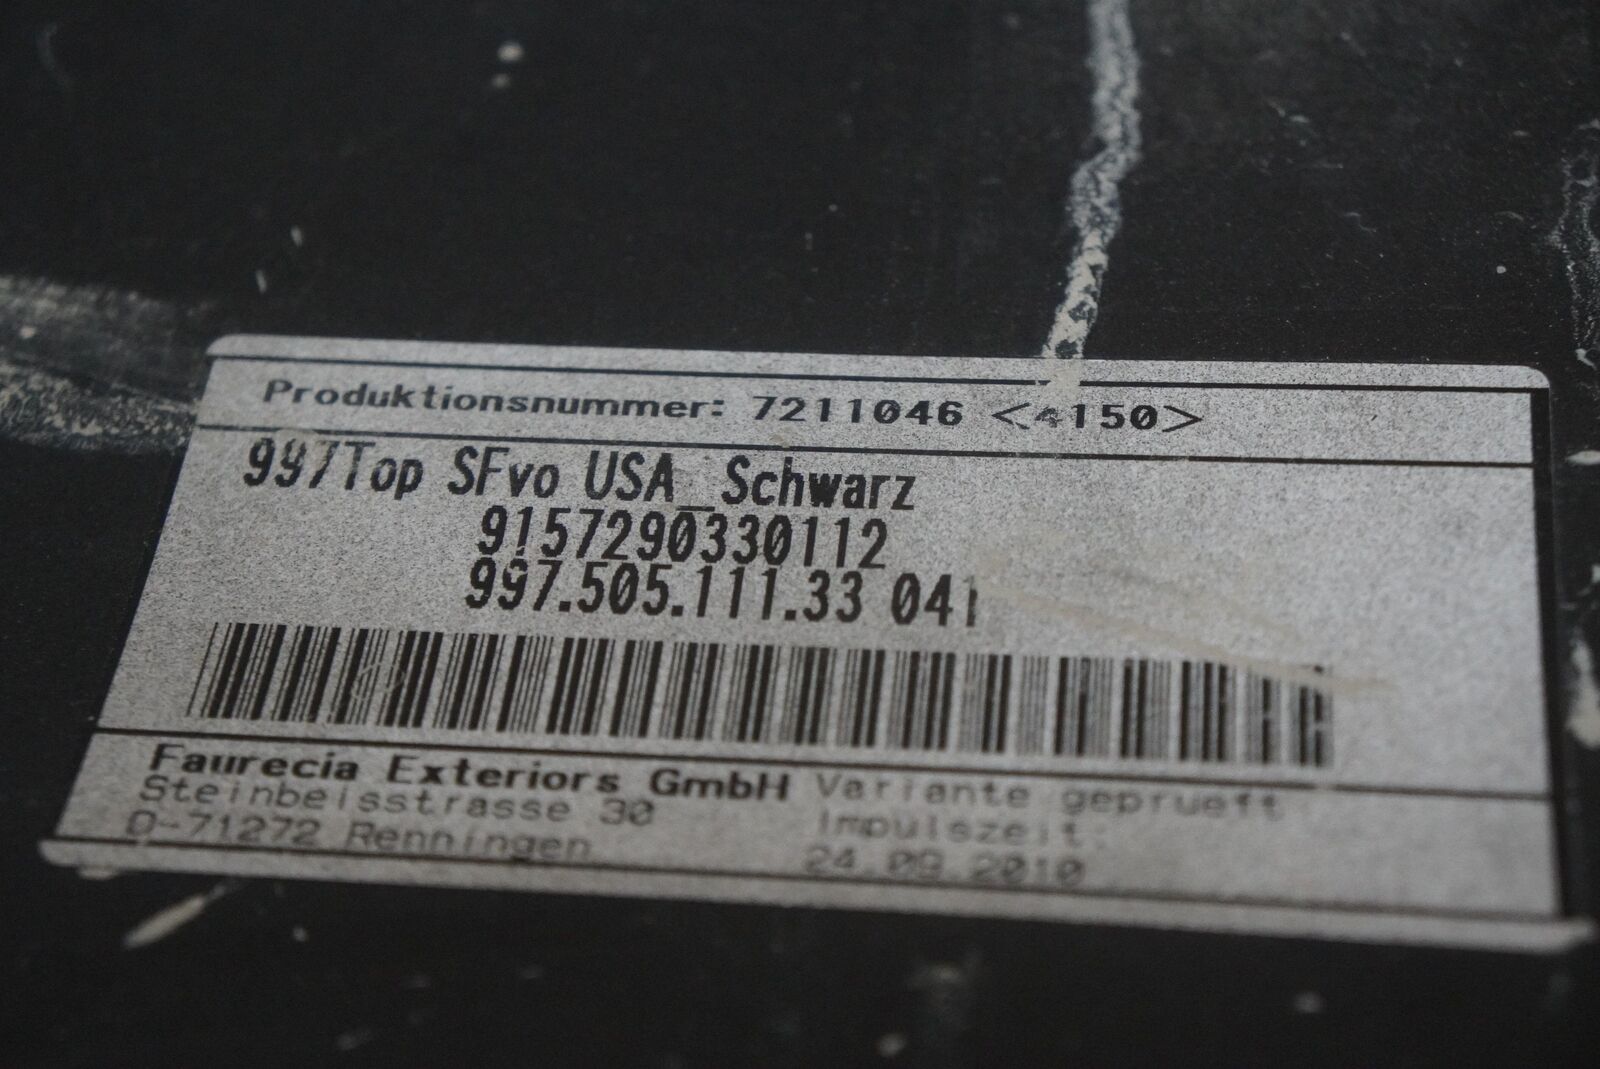 Produktionsnummer: 7211046 <4150>
997Top SFvo USA_Schwarz
9157290330112
997.505.111.33 041
Faurecia Exteriors GmbH
Steinbeisstrasse 30
D-71272 Renningen
Variante geprueft
Impulszeit:
24.09.2010